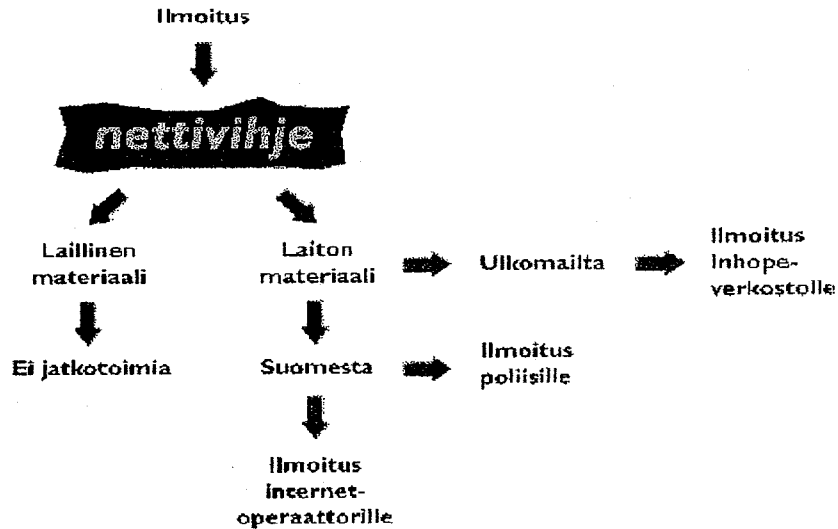 Ilmoitus
nettivihje
Laillinen
materiaali
Laiton
materiaali
Ulkomailta
Ilmoitus
Inhope-
verkostolle
Ei jatkotoimia
Suomesta
Ilmoitus
poliisille
Ilmoitus
internet-
operaattorille